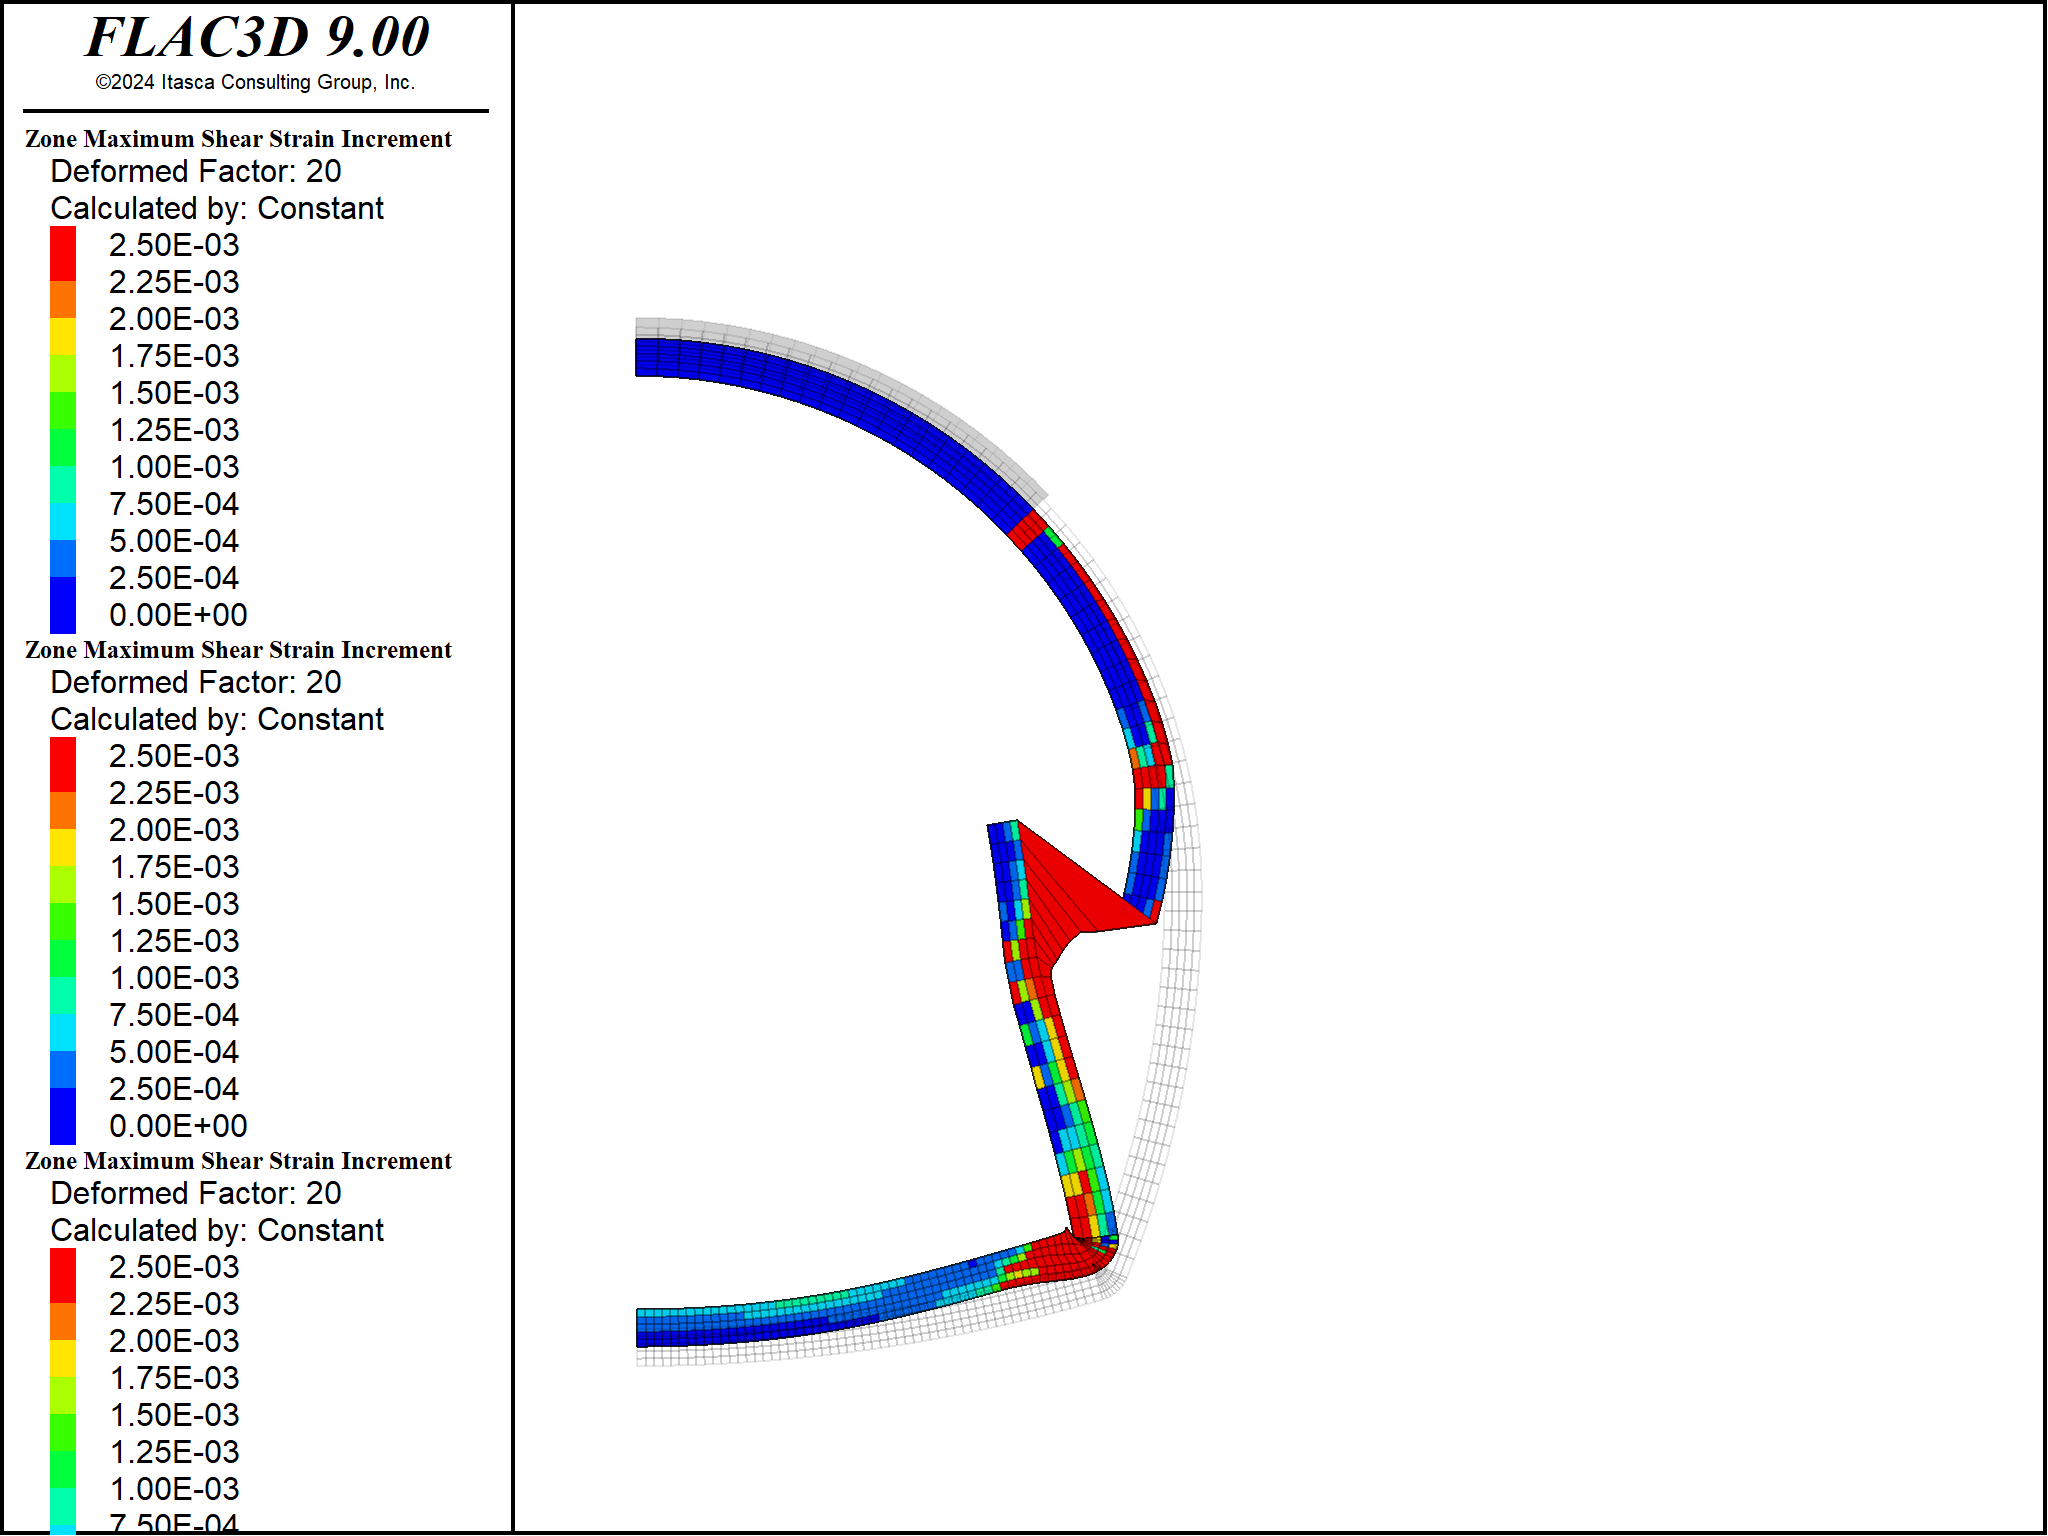 FLAC3D 9.00
©2024 Itasca Consulting Group, Inc.
Zone Maximum Shear Strain Increment
Deformed Factor: 20
Calculated by: Constant
2.50E-03
2.25E-03
2.00E-03
1.75E-03
1.50E-03
1.25E-03
1.00E-03
7.50E-04
5.00E-04
2.50E-04
0.00E+00
Zone Maximum Shear Strain Increment
Deformed Factor: 20
Calculated by: Constant
2.50E-03
2.25E-03
2.00E-03
1.75E-03
1.50E-03
1.25E-03
1.00E-03
7.50E-04
5.00E-04
2.50E-04
0.00E+00
Zone Maximum Shear Strain Increment
Deformed Factor: 20
Calculated by: Constant
2.50E-03
2.25E-03
2.00E-03
1.75E-03
1.50E-03
1.25E-03
1.00E-03
7.50E-04